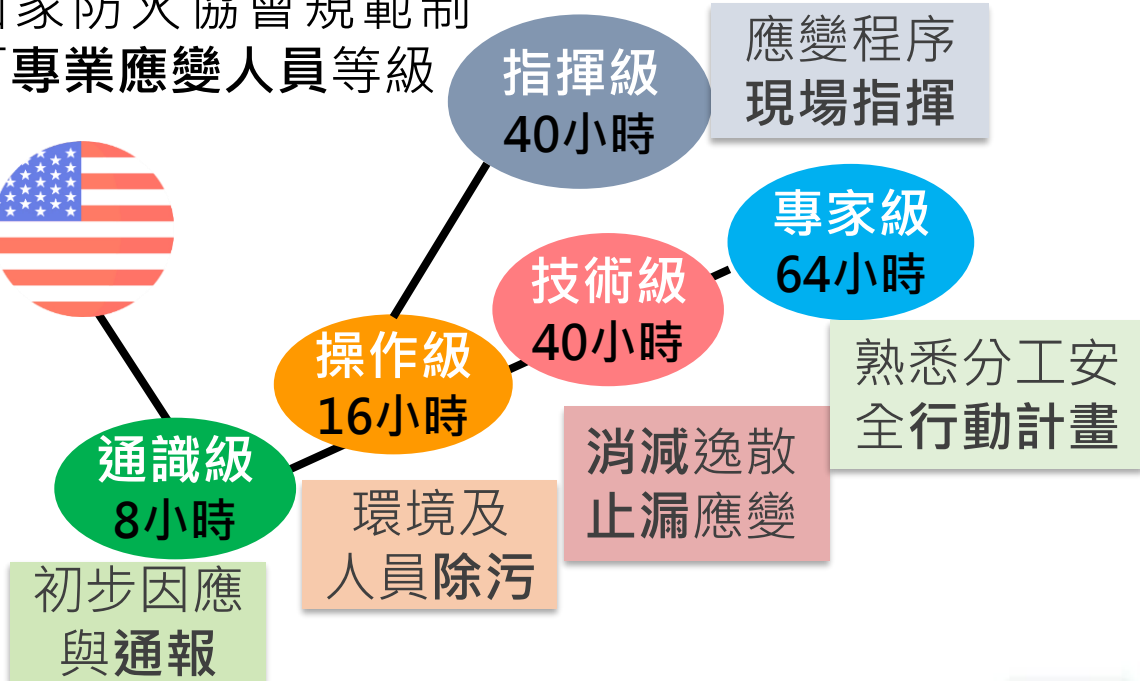 國家防火協會規範制
「專業應變人員等級
指揮級
40小時
應變程序
現場指揮
專家級
64小時
熟悉分工安
全行動計畫
技術級
40小時
消減逸散
止漏應變
操作級
16小時
環境及
人員除污
通識級
8小時
初步因應
與通報